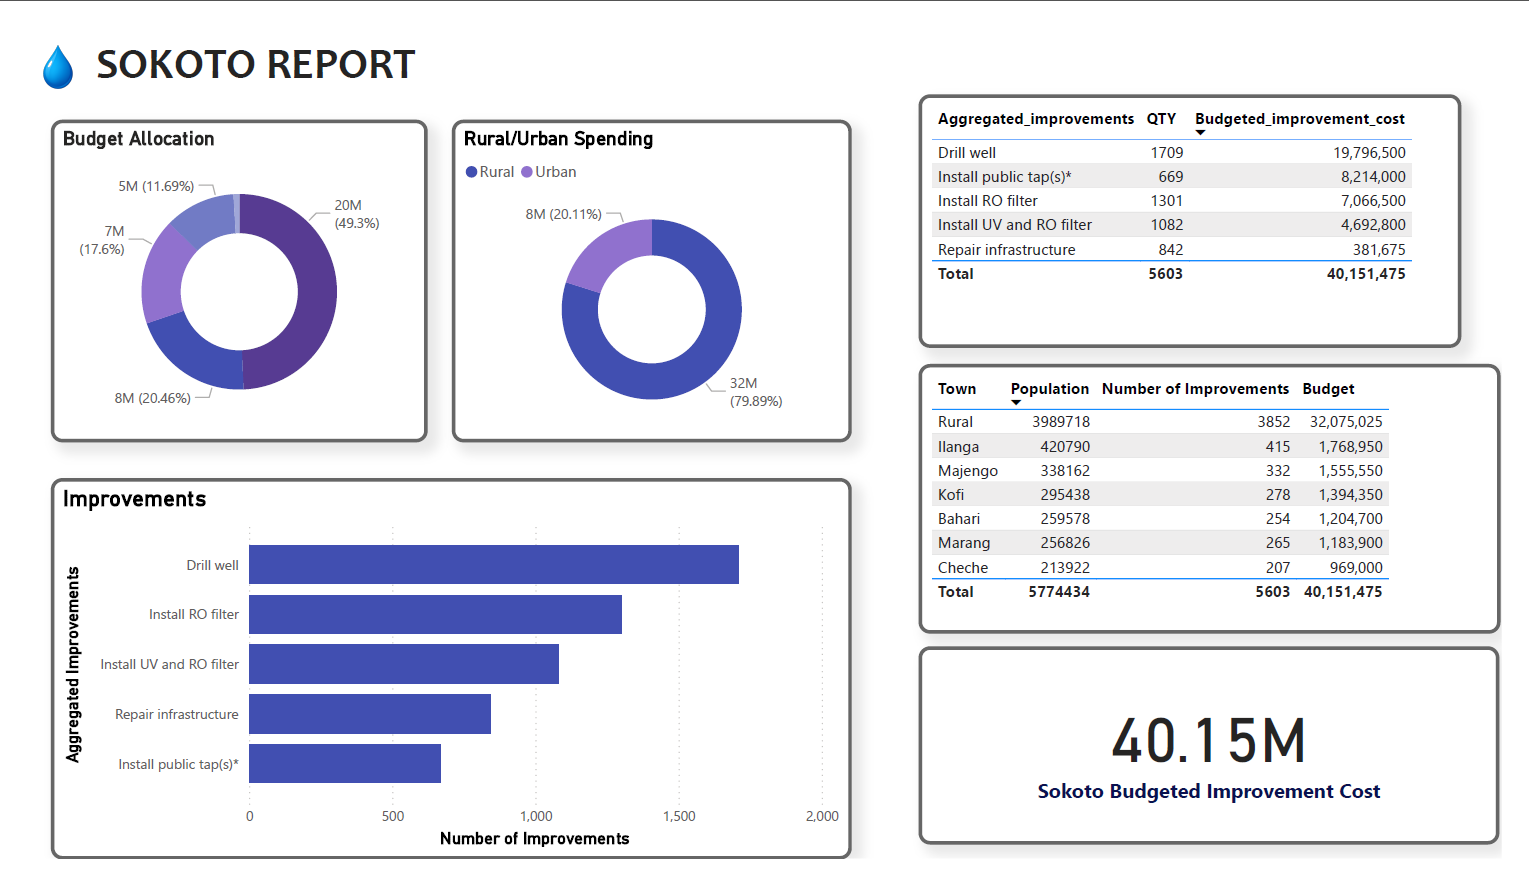 SOKOTO REPORT
Budget Allocation
5M (11.69%)
20M
(49.3%)
7M
(17.6%)
8M (20.46%)
Rural/Urban Spending
Rural Urban
8M (20.11%)
32M
(79.89%)
Improvements
Aggregated Improvements
Drill well
Install RO filter
Install UV and RO filter
Repair infrastructure
Install public tap(s)*
0 500 1,000 1,500 2,000
Number of Improvements
Aggregated_improvements QTY Budgeted_improvement_cost
Drill well 1709 19,796,500
Install public tap(s)* 669 8,214,000
Install RO filter 1301 7,066,500
Install UV and RO filter 1082 4,692,800
Repair infrastructure 842 381,675
Total 5603 40,151,475
Town Population Number of Improvements Budget
Rural 3989718 3852 32,075,025
Ilanga 420790 415 1,768,950
Majengo 338162 332 1,555,550
Kofi 295438 278 1,394,350
Bahari 259578 254 1,204,700
Marang 256826 265 1,183,900
Cheche 213922 207 969,000
Total 5774434 5603 40,151,475
40.15M
Sokoto Budgeted Improvement Cost